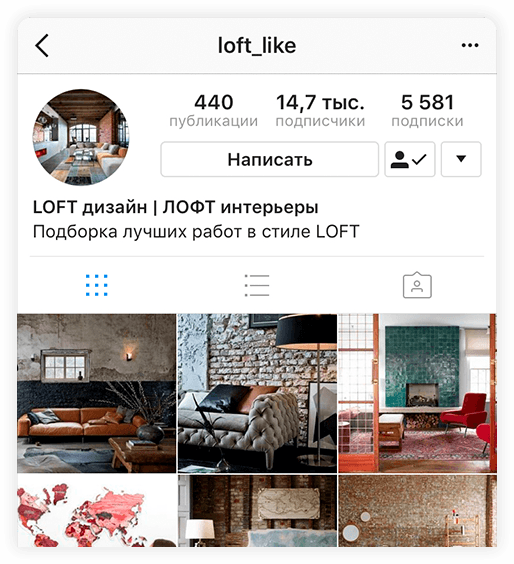 loft_like
440 14,7 тыс. 5 581
публикации подписчики подписки
Написать
LOFT дизайн | ЛОФТ интерьеры
Подборка лучших работ в стиле LOFT